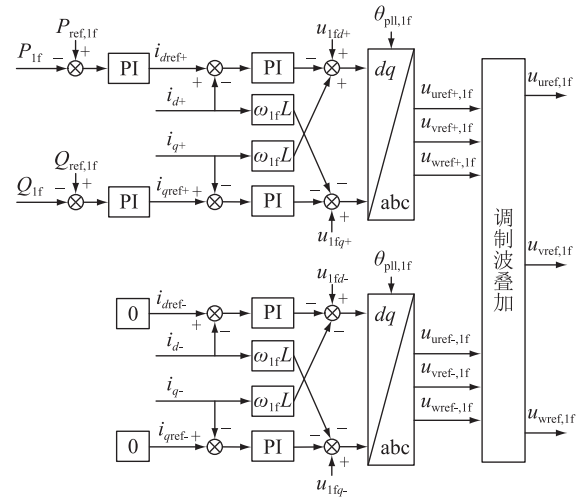 P_ref,1f
P_1f
PI
i_dref+
PI
u_1fd+
θ_pll,1f
i_d+
ω_1f L
dq
u_uref+,1f
u_uref,1f
i_q+
ω_1f L
u_vref+,1f
Q_ref,1f
u_wref+,1f
Q_1f
PI
i_qref+
PI
abc
u_1fq+
调制波叠加
u_vref,1f
0
i_dref-
PI
u_1fd-
θ_pll,1f
i_d-
ω_1f L
dq
u_uref-,1f
i_q-
ω_1f L
u_vref-,1f
u_wref-,1f
u_wref,1f
0
i_qref-
PI
abc
u_1fq-